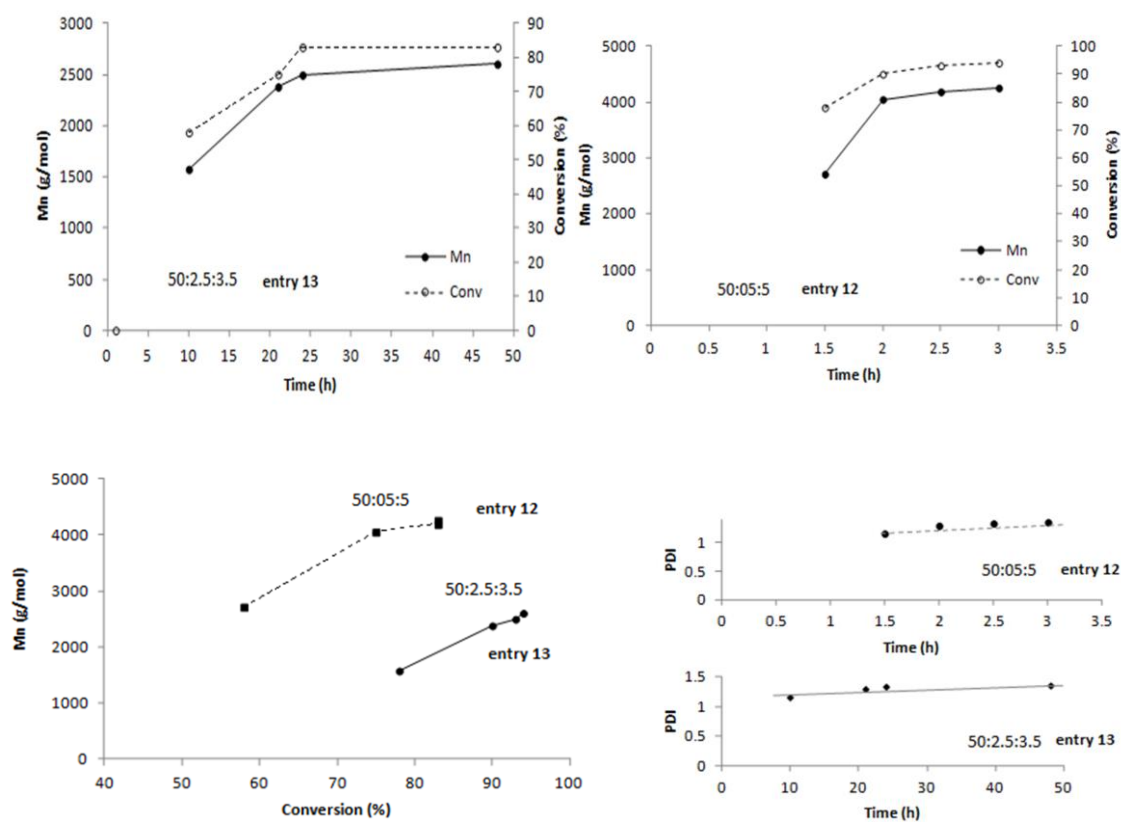 3000
2500
2000
1500
1000
500
0
Mn (g/mol)
90
80
70
60
50
40
30
20
10
0
Conversion (%)
Mn
Conv
50:2.5:3.5 entry 13
0 5 10 15 20 25 30 35 40 45 50
Time (h)
5000
4000
3000
2000
1000
0
Mn (g/mol)
100
90
80
70
60
50
40
30
20
10
0
Conversion (%)
Mn
Conv
50:05:5 entry 12
0 0.5 1 1.5 2 2.5 3 3.5
Time (h)
5000
4000
3000
2000
1000
0
Mn (g/mol)
50:05:5 entry 12
50:2.5:3.5
entry 13
40 50 60 70 80 90 100
Conversion (%)
1
0.5
0
PDI
50:05:5 entry 12
0 0.5 1 1.5 2 2.5 3 3.5
Time (h)
1.5
1
0.5
0
PDI
50:2.5:3.5 entry 13
0 10 20 30 40 50
Time (h)